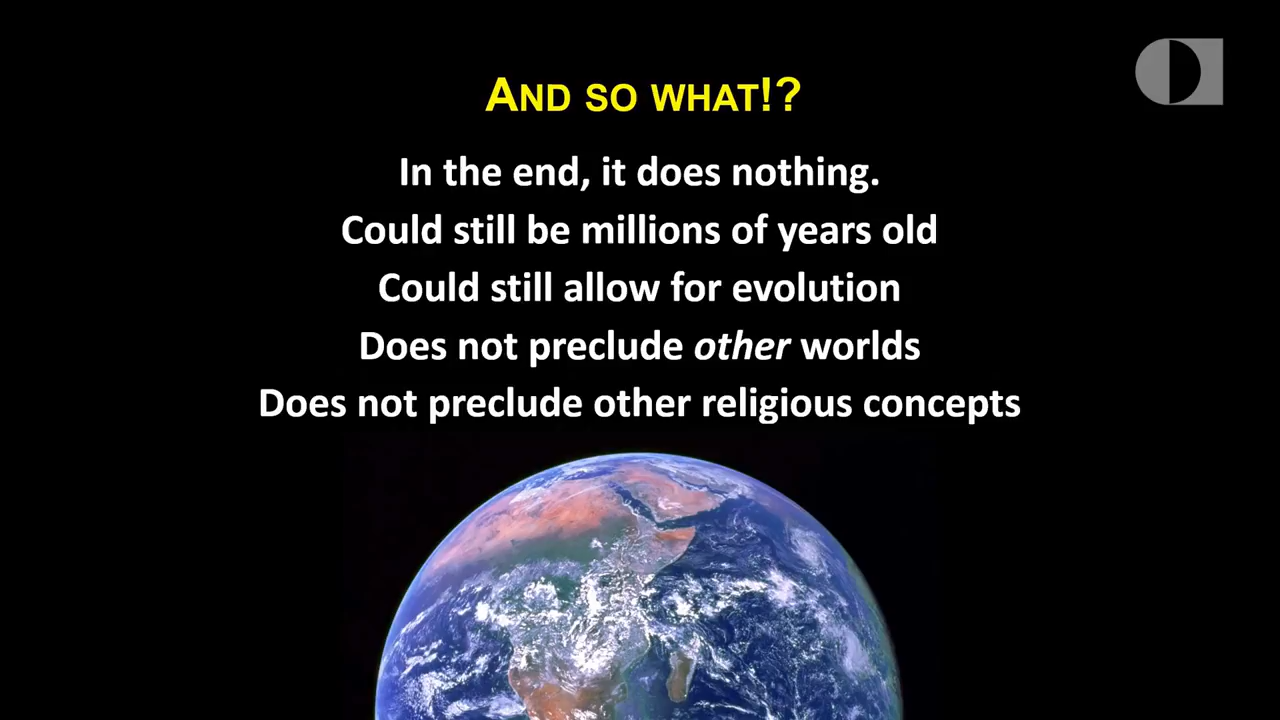 AND SO WHAT!?
In the end, it does nothing.
Could still be millions of years old
Could still allow for evolution
Does not preclude other worlds
Does not preclude other religious concepts